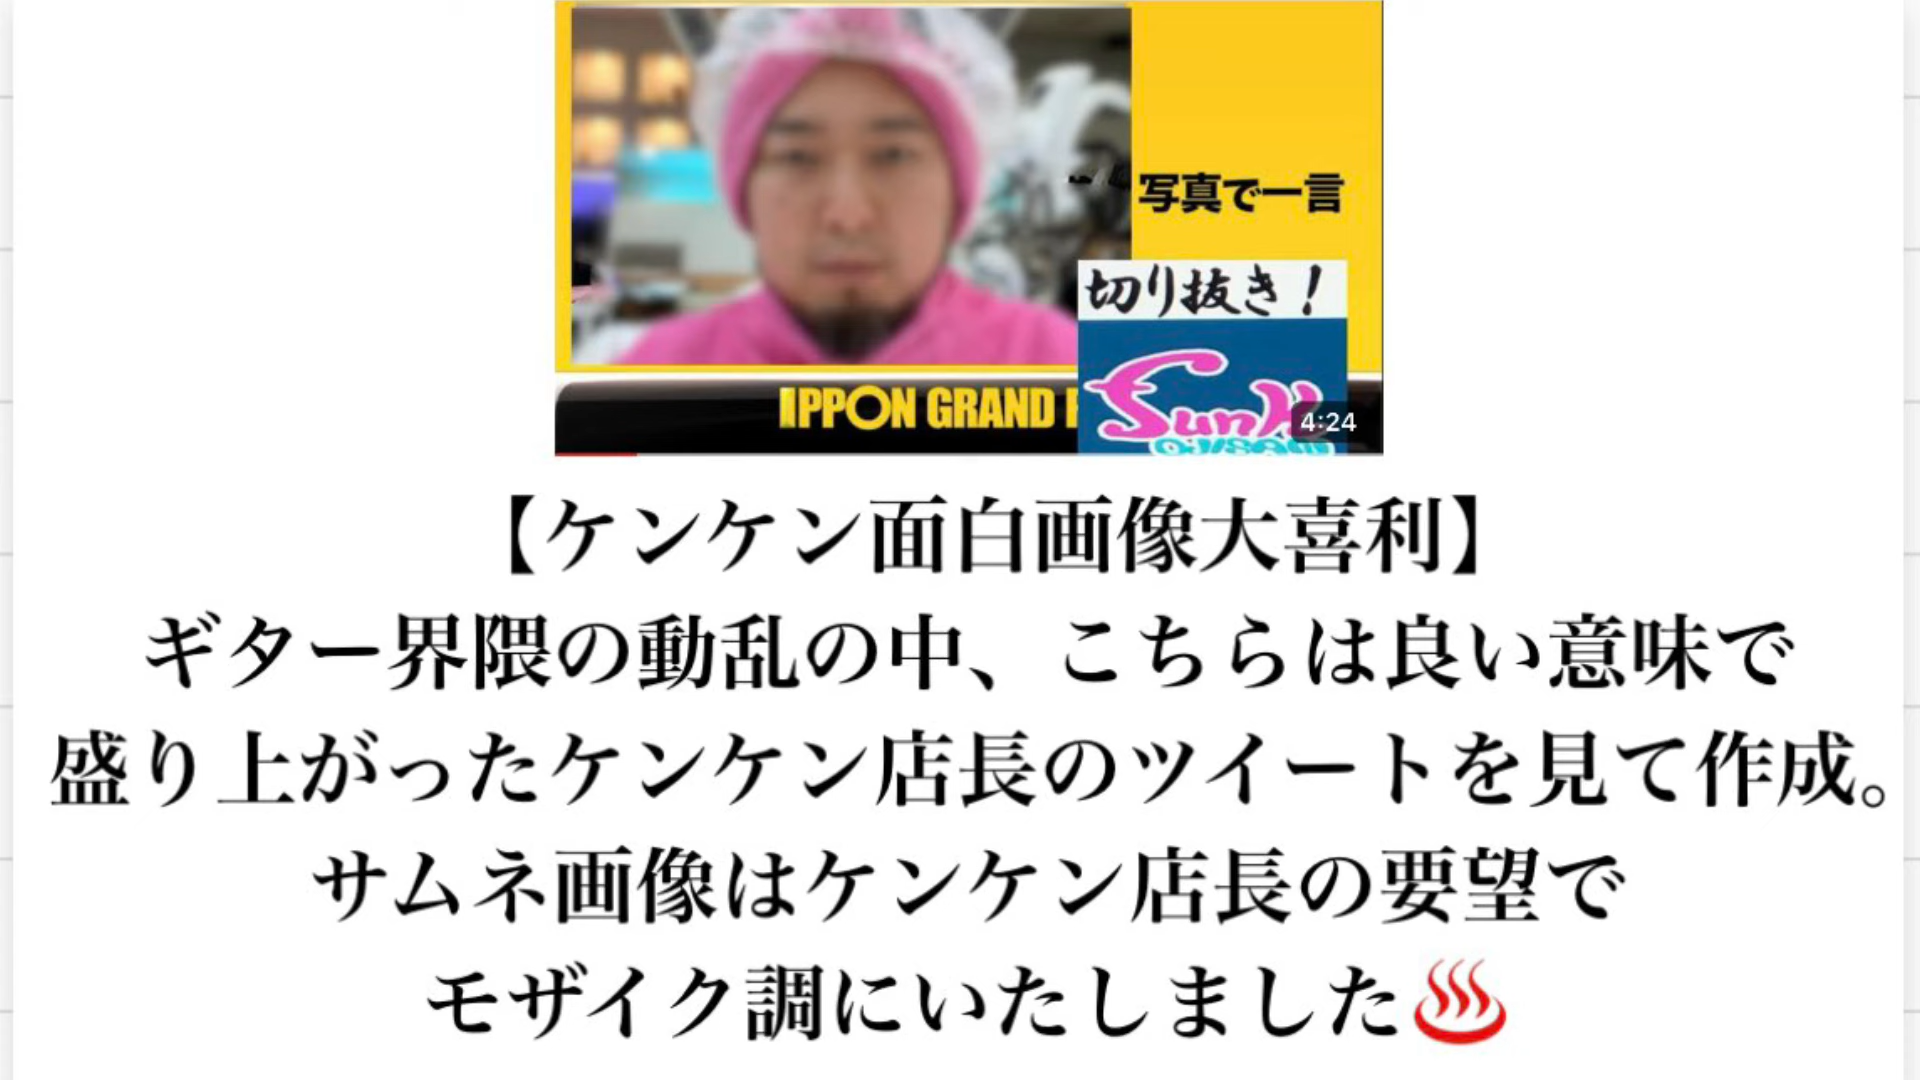 写真で一言
切り抜き！
IPPON GRAND
SunH
4:24
【ケンケン面白画像大喜利】
ギター界隈の動乱の中、こちらは良い意味で
盛り上がったケンケン店長のツイートを見て作成。
サムネ画像はケンケン店長の要望で
モザイク調にいたしました♨